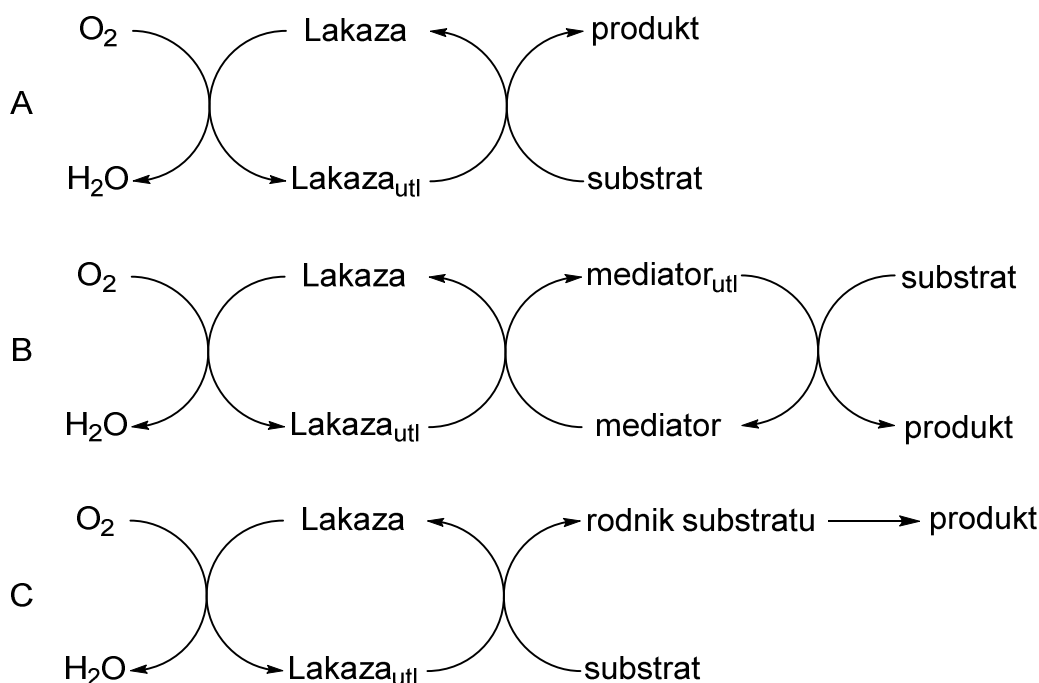 O₂ Lakaza produkt
A
H₂O Lakazautl substrat
O₂ Lakaza mediatorutl substrat
B
H₂O Lakazautl mediator produkt
O₂ Lakaza rodnik substratu produkt
C
H₂O Lakazautl substrat